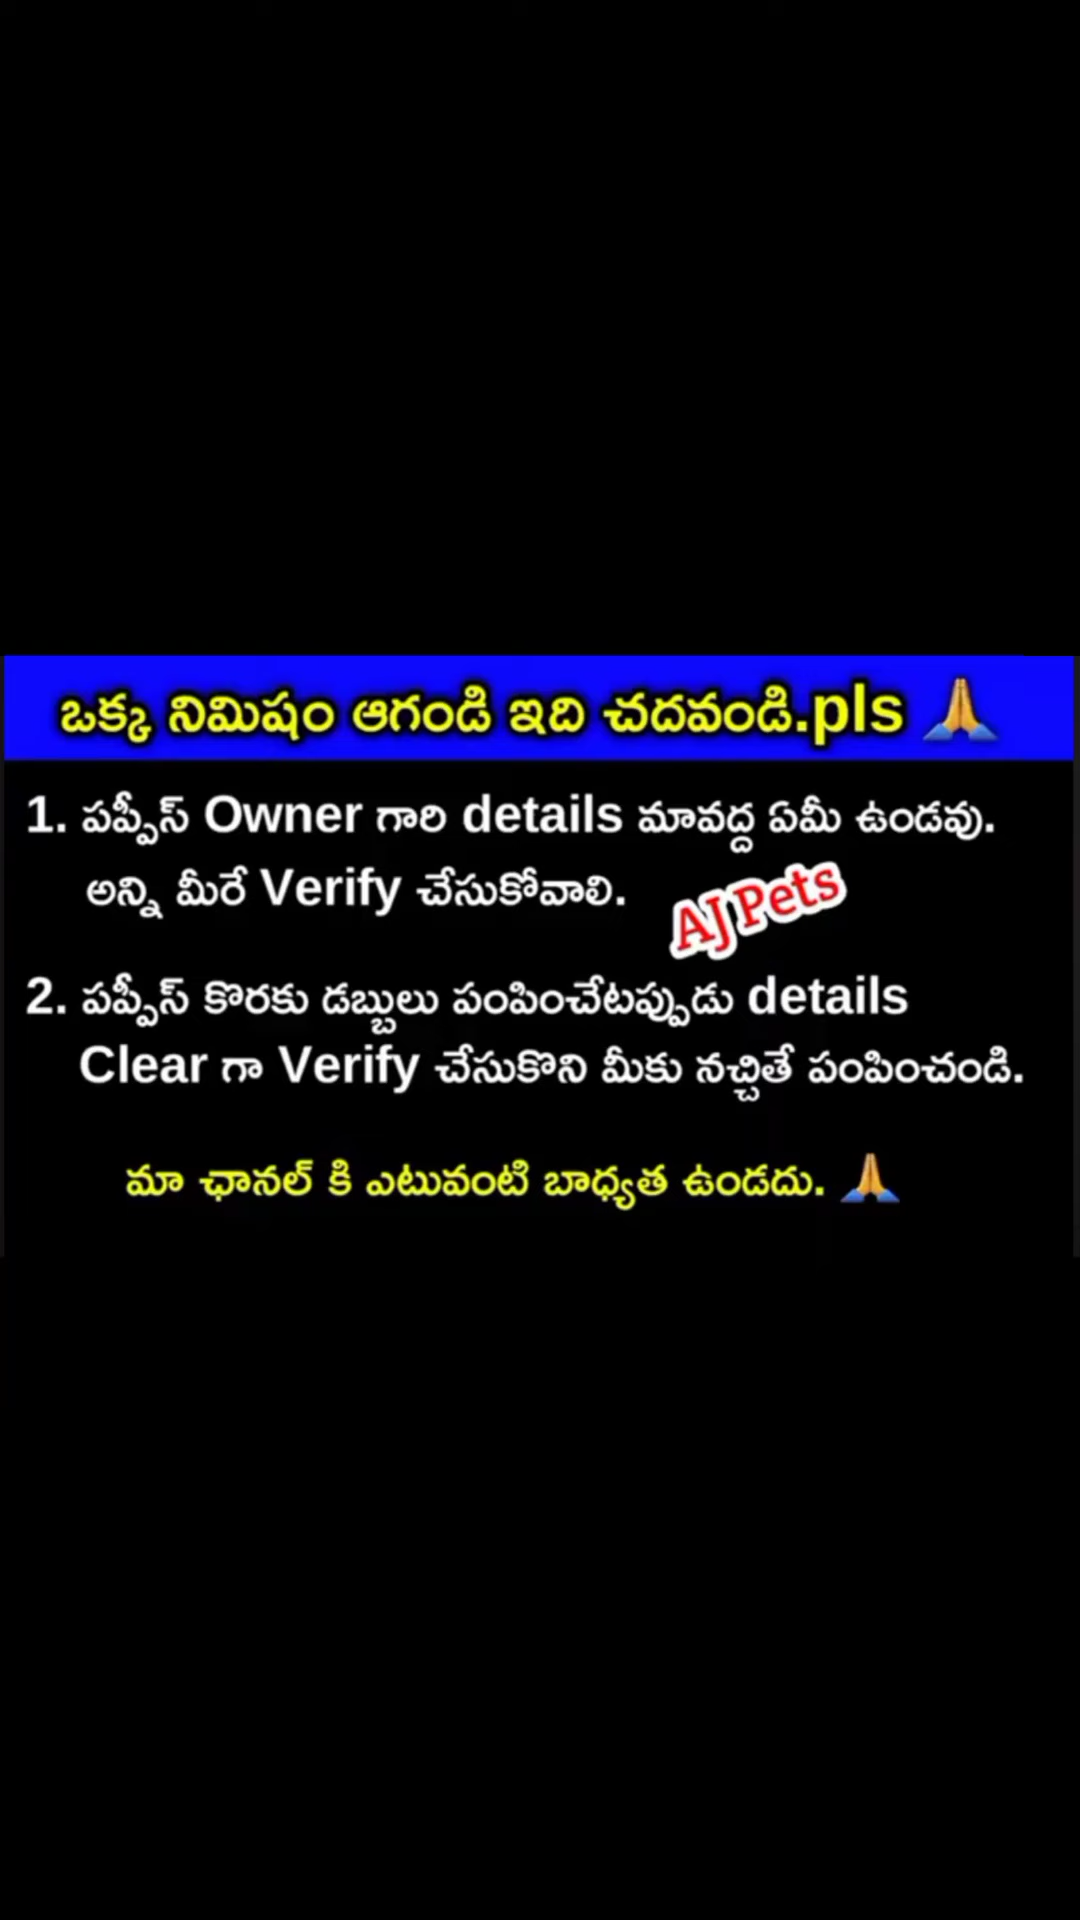 ఒక్క నిమిషం ఆగండి ఇది చదవండి.pls 🙏
1. పప్పీస్ Owner గారి details మావద్ద ఏమీ ఉండవు.
అన్ని మీరే Verify చేసుకోవాలి.
AJ Pets
2. పప్పీస్ కొరకు డబ్బులు పంపించేటప్పుడు details
Clear గా Verify చేసుకొని మీకు నచ్చితే పంపించండి.
మా ఛానల్ కి ఎటువంటి బాధ్యత ఉండదు. 🙏